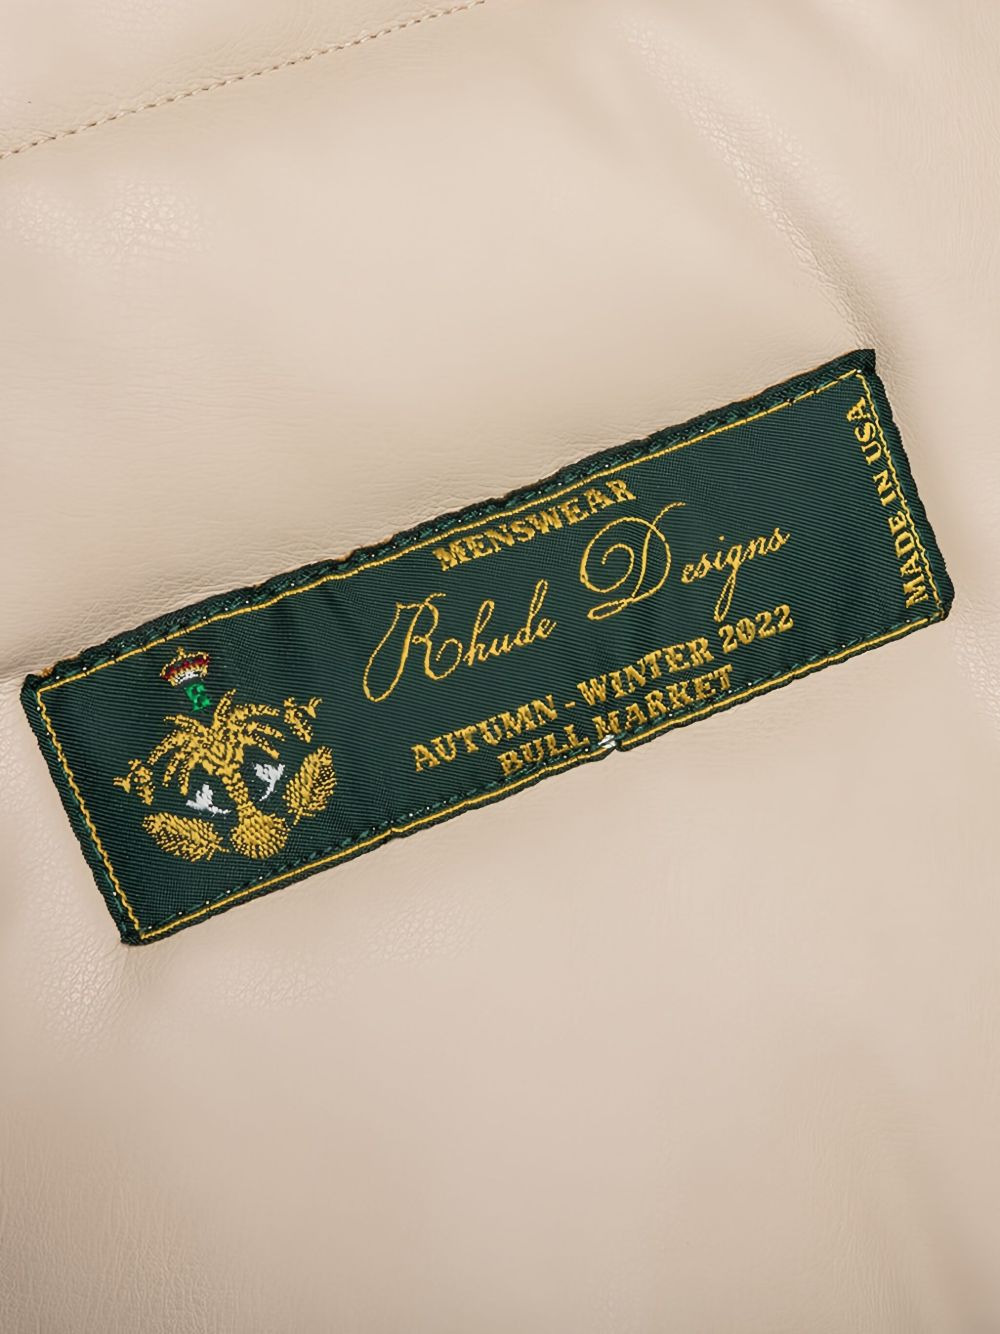 MENSWEAR
Rhude Designs
AUTUMN - WINTER 2022
BULL MARKET
MADE IN USA